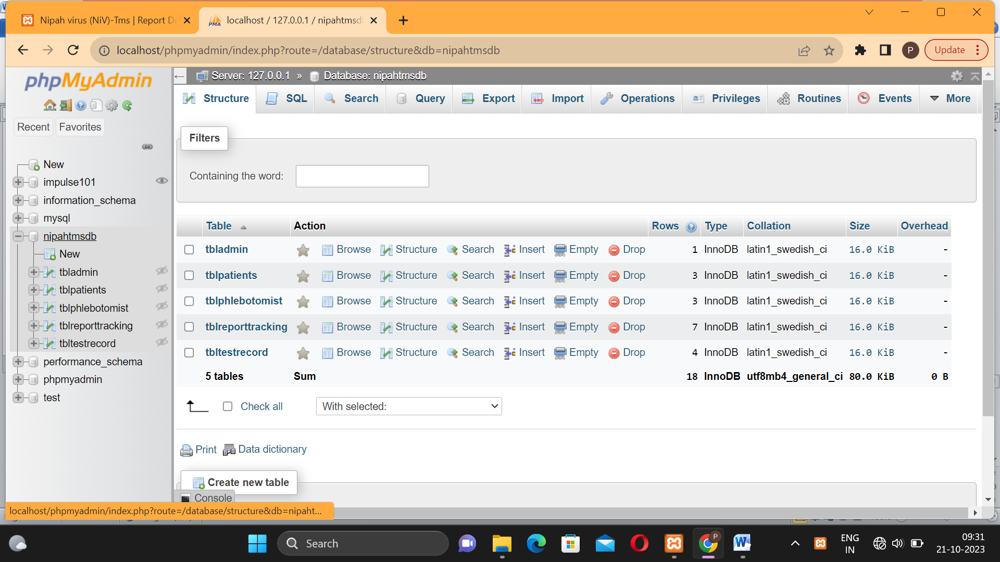 Nipah virus (NiV)-Tms | Report De
localhost / 127.0.0.1 / nipahtmsdl
localhost/phpmyadmin/index.php?route=/database/structure&db=nipahtmsdb
P
Update
phpMyAdmin
Recent
Favorites
New
impulse101
information_schema
mysql
nipahtmsdb
New
tbladmin
tblpatients
tblphlebotomist
tblreporttracking
tbltestrecord
performance_schema
phpmyadmin
test
Server: 127.0.0.1 » Database: nipahtmsdb
Structure SQL Search Query Export Import Operations Privileges Routines Events More
Filters
Containing the word:
Table Action Rows Type Collation Size Overhead
tbladmin Browse Structure Search Insert Empty Drop 1 InnoDB latin1_swedish_ci 16.0 KiB -
tblpatients Browse Structure Search Insert Empty Drop 3 InnoDB latin1_swedish_ci 16.0 KiB -
tblphlebotomist Browse Structure Search Insert Empty Drop 3 InnoDB latin1_swedish_ci 16.0 KiB -
tblreporttracking Browse Structure Search Insert Empty Drop 7 InnoDB latin1_swedish_ci 16.0 KiB -
tbltestrecord Browse Structure Search Insert Empty Drop 4 InnoDB latin1_swedish_ci 16.0 KiB -
5 tables Sum 18 InnoDB utf8mb4_general_ci 80.0 KiB 0 B
Check all With selected:
Print Data dictionary
Create new table
Console
localhost/phpmyadmin/index.php?route=/database/structure&db=nipaht...
Search
ENG
IN
09:31
21-10-2023